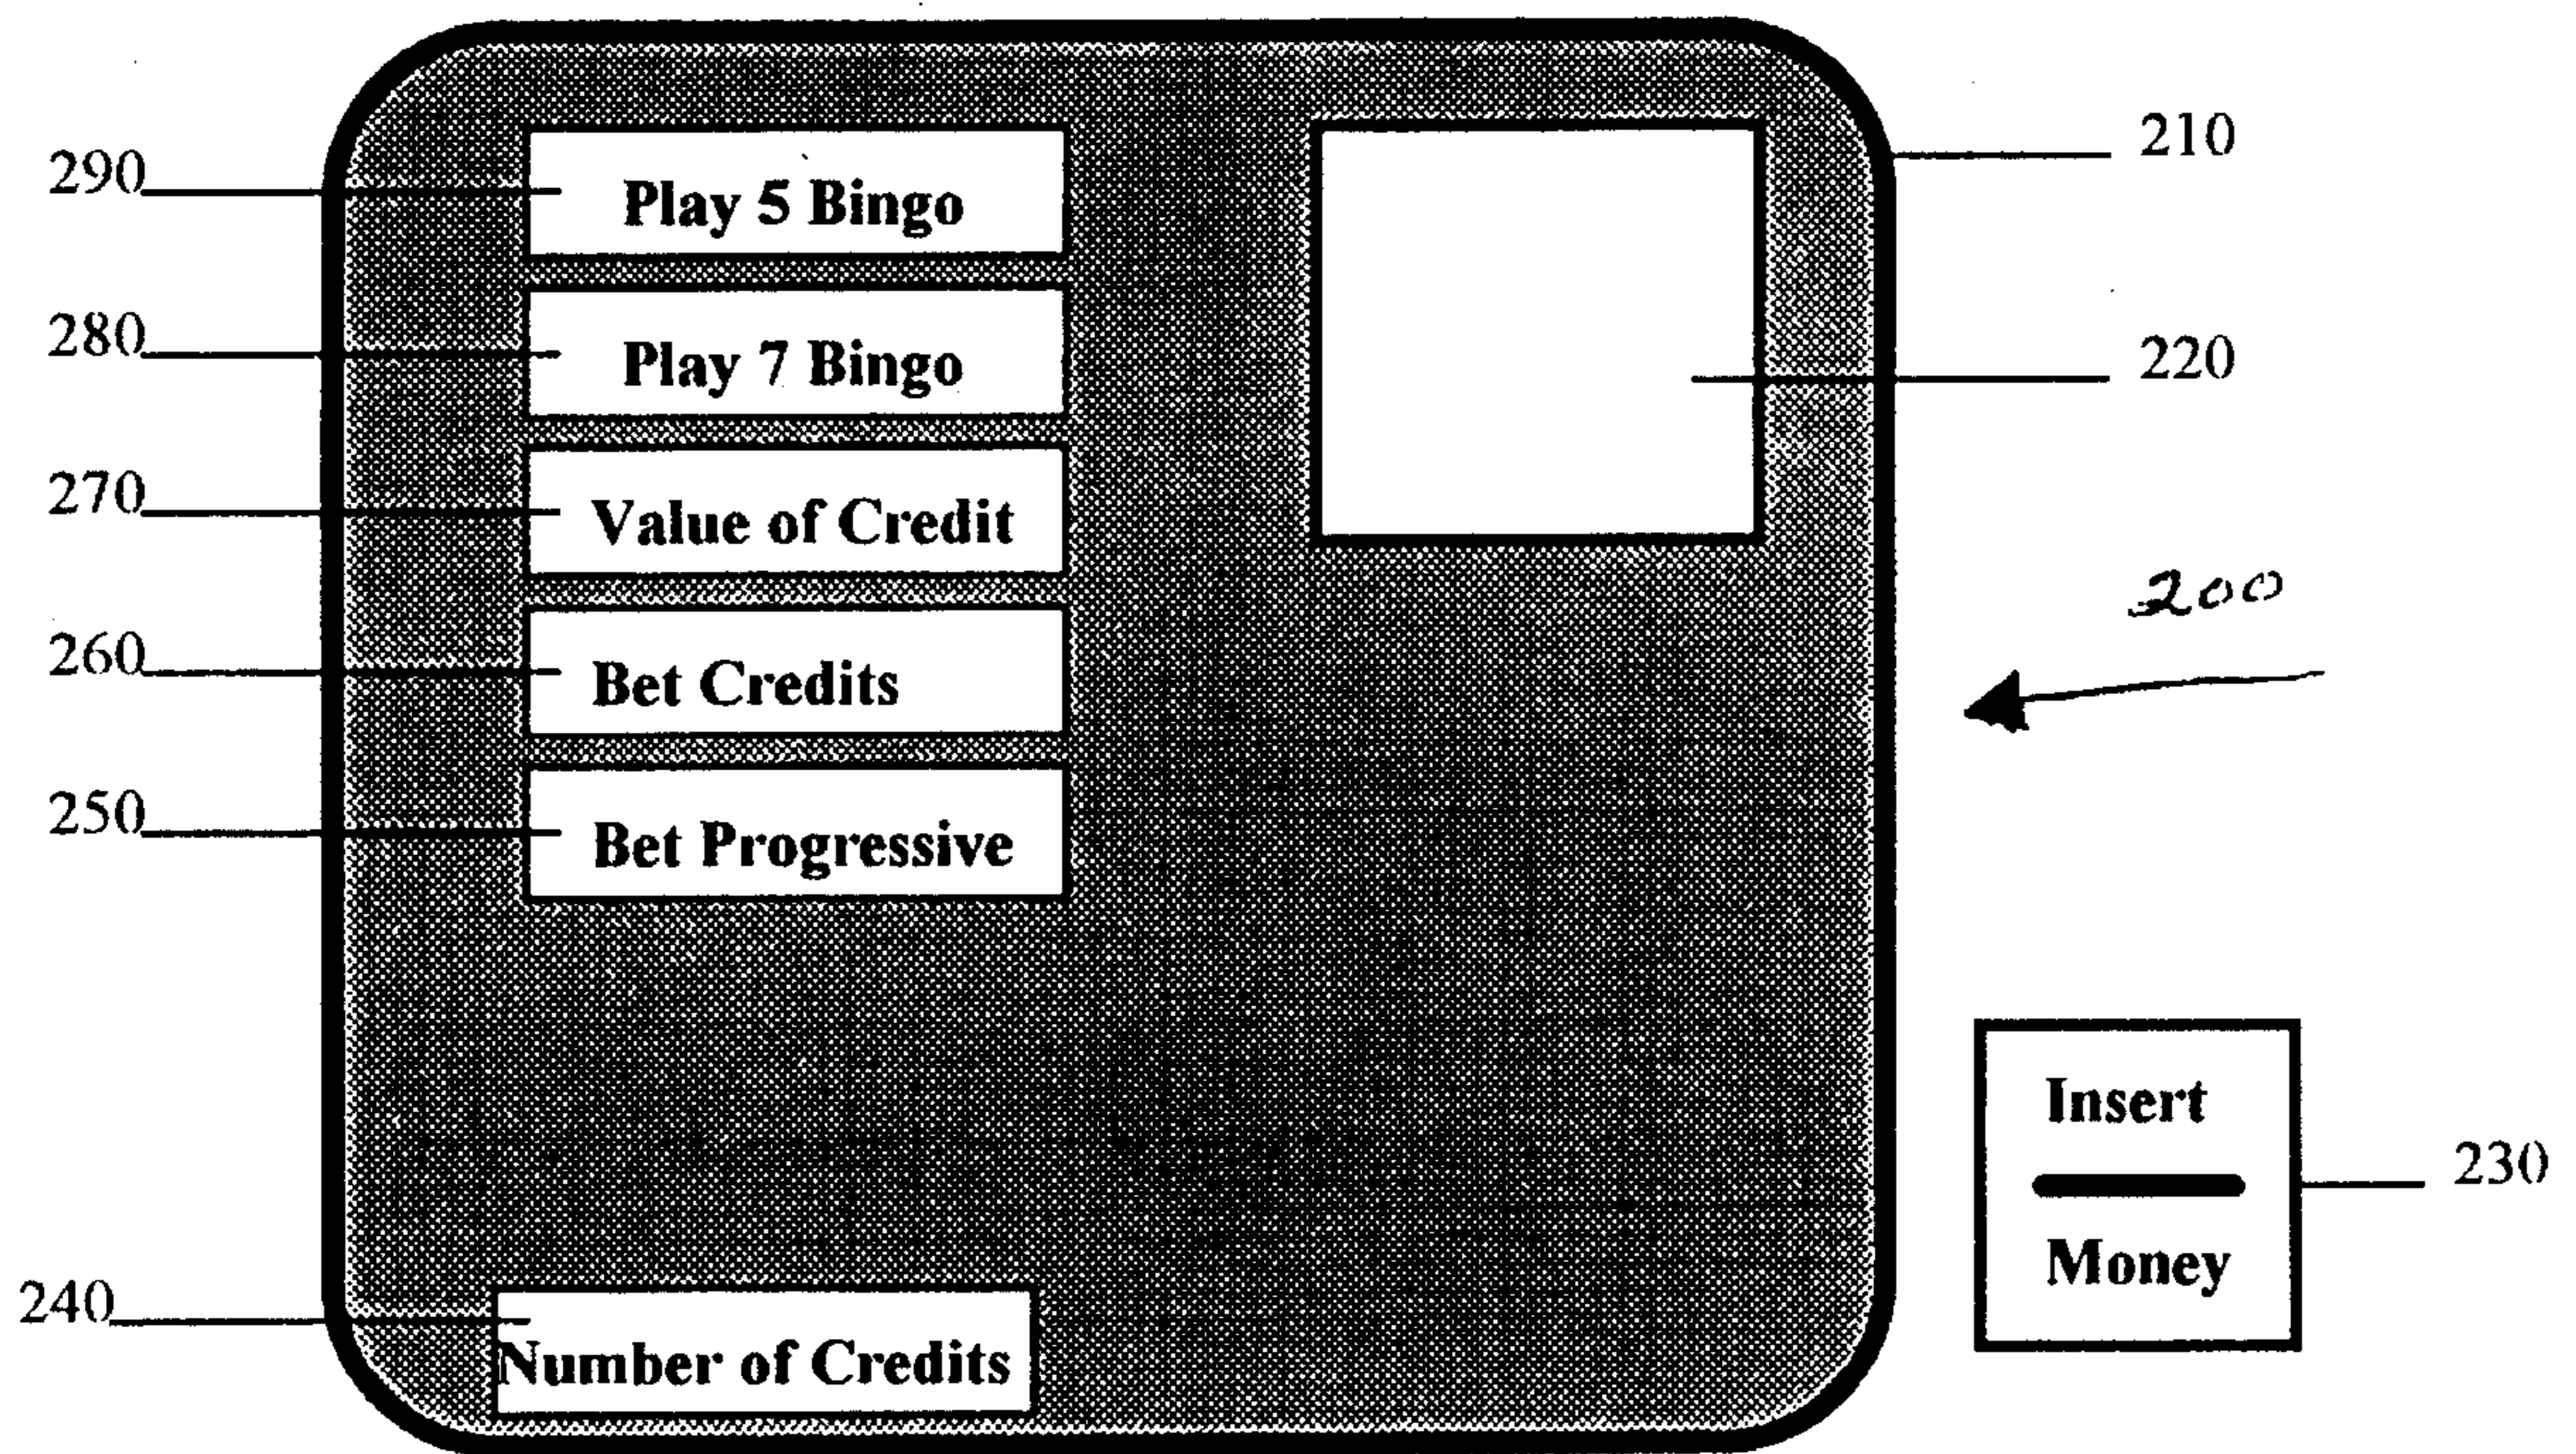 290
Play 5 Bingo
210
280
Play 7 Bingo
220
270
Value of Credit
200
260
Bet Credits
250
Bet Progressive
Insert
230
Money
240
Number of Credits